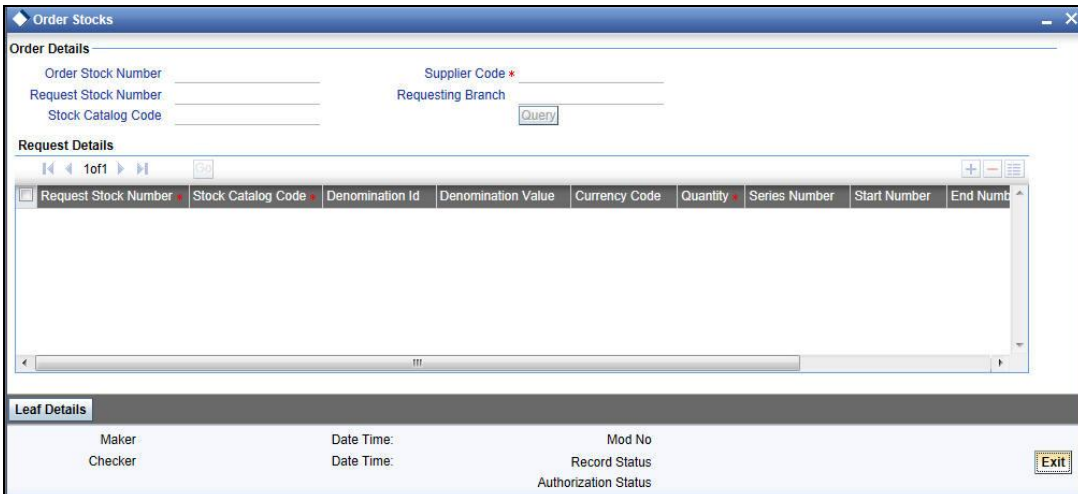 Order Stocks
Order Details
Order Stock Number
Supplier Code *
Request Stock Number
Requesting Branch
Stock Catalog Code
Query
Request Details
1of1
Go
Request Stock Number * Stock Catalog Code * Denomination Id Denomination Value Currency Code Quantity * Series Number Start Number End Numb
Leaf Details
Maker Date Time: Mod No
Checker Date Time: Record Status
Exit
Authorization Status